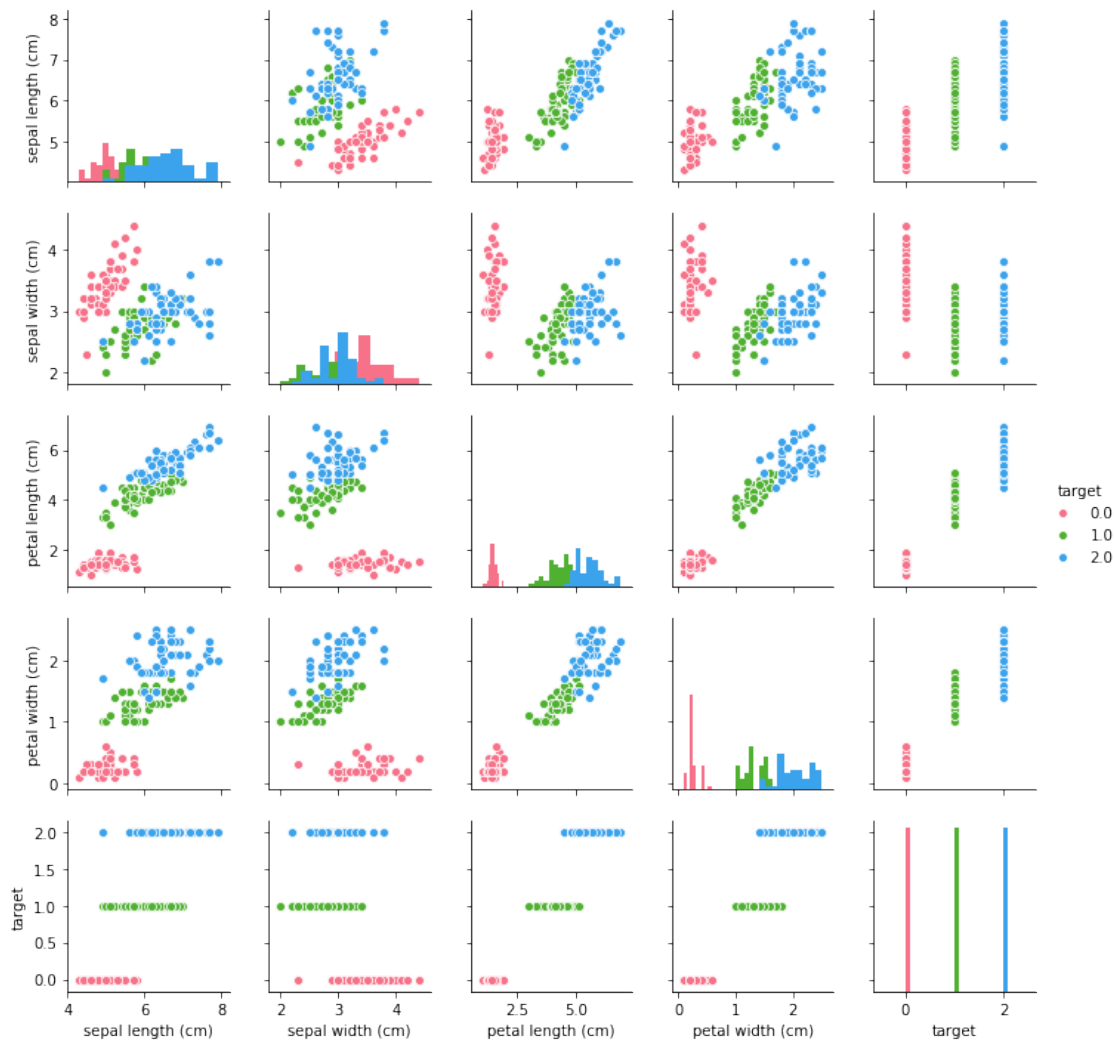 8
7
6
5
sepal length (cm)
4
3
2
sepal width (cm)
6
4
2
petal length (cm)
target
0.0
1.0
2.0
2
1
0
petal width (cm)
2.0
1.5
1.0
0.5
0.0
target
4 6 8 2 3 4 2.5 5.0 0 1 2 0 2
sepal length (cm) sepal width (cm) petal length (cm) petal width (cm) target